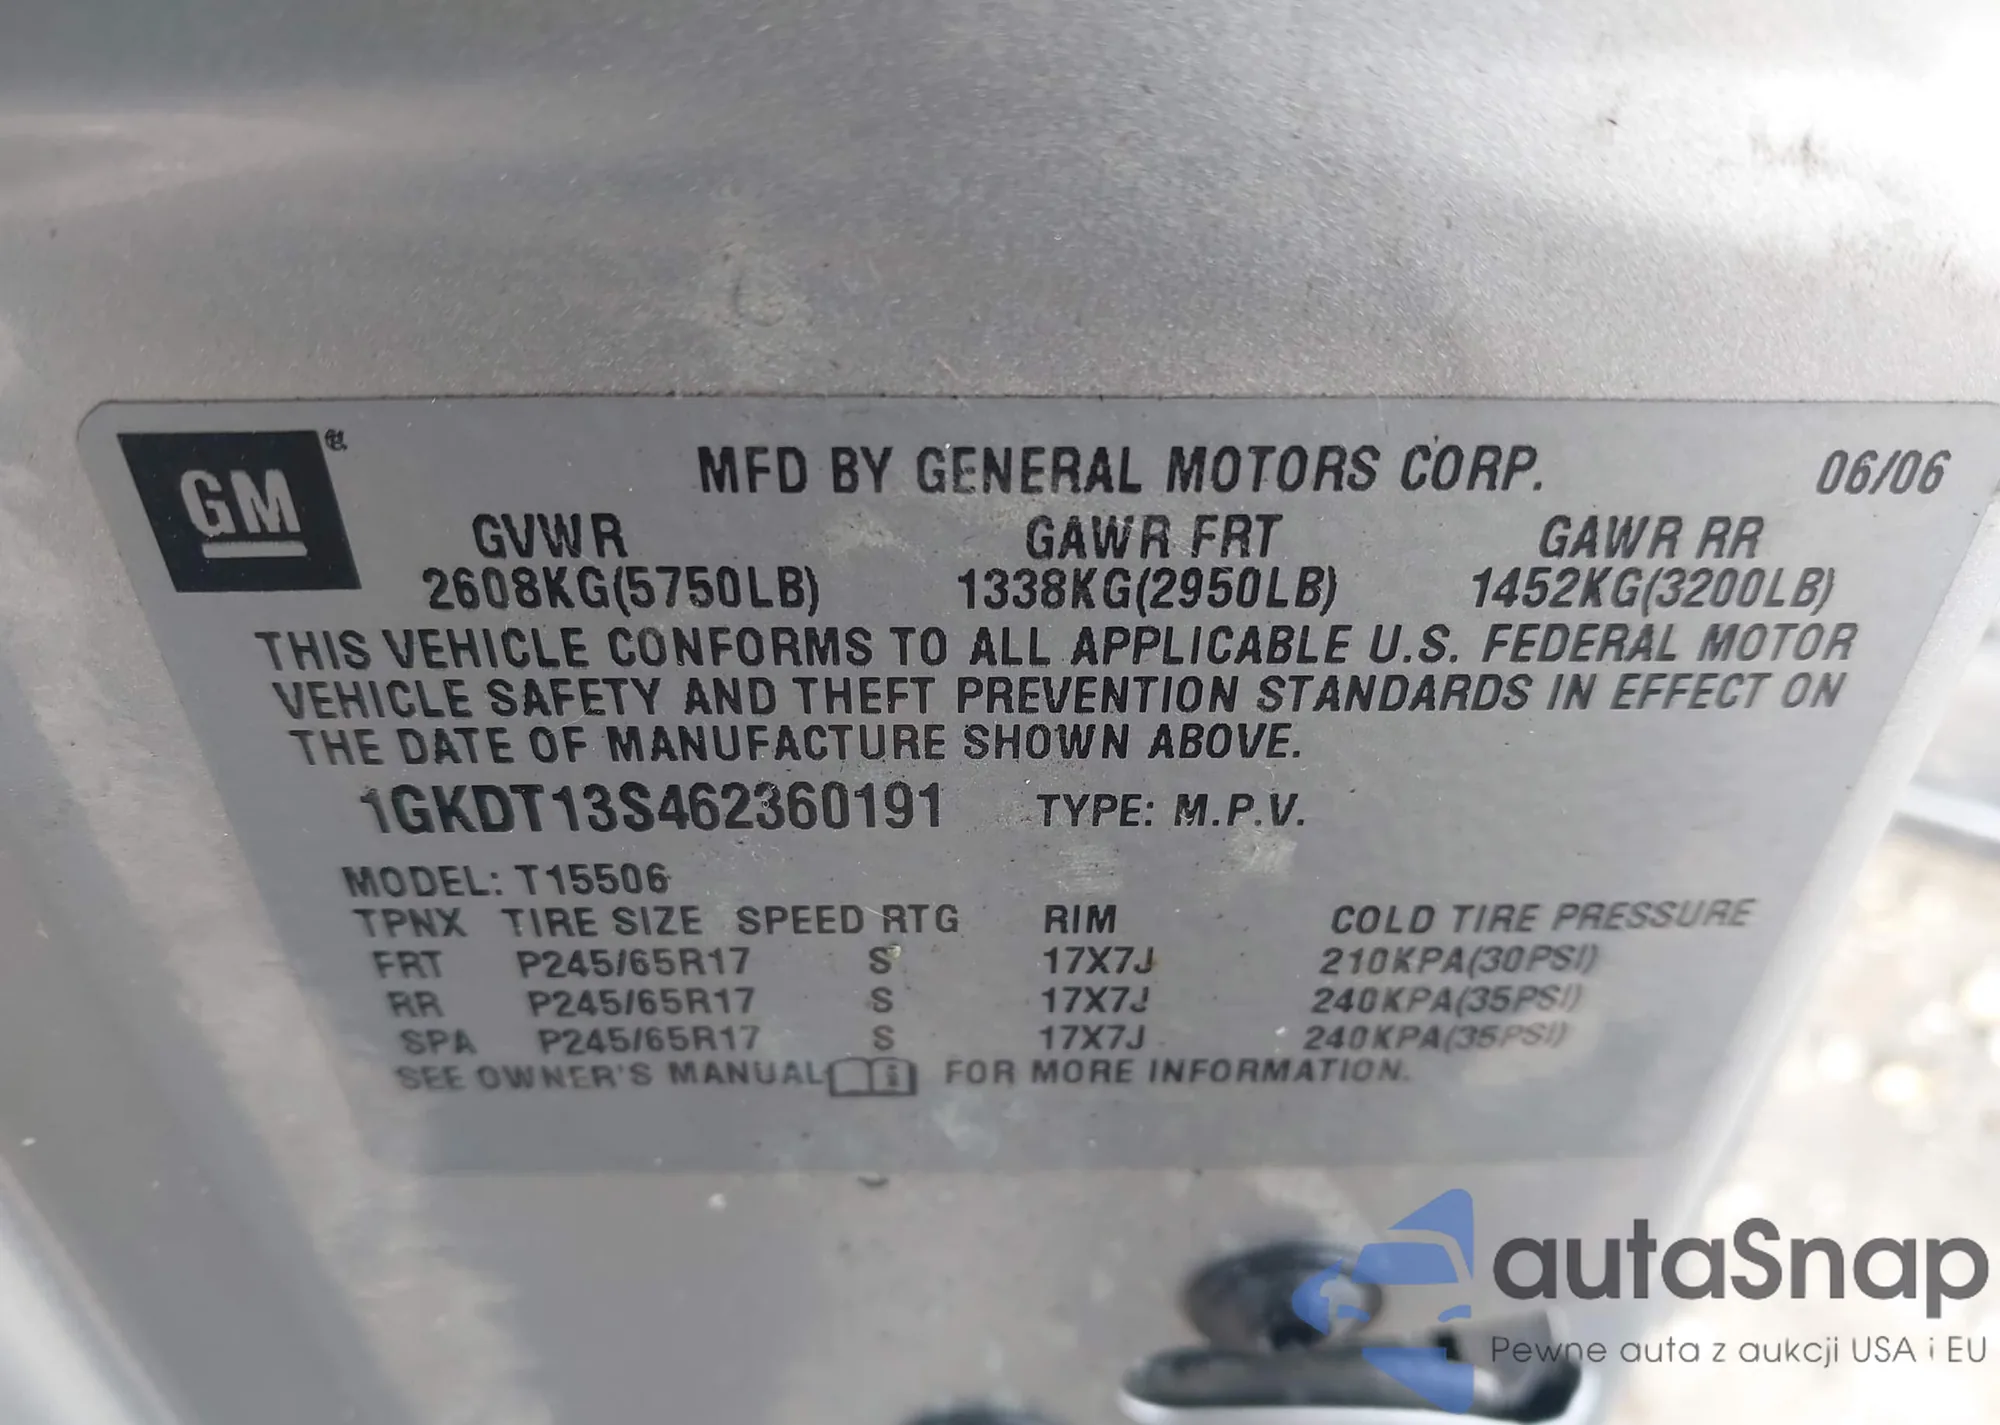 GM
MFD BY GENERAL MOTORS CORP. 06/06
GVWR GAWR FRT GAWR RR
2608KG(5750LB) 1338KG(2950LB) 1452KG(3200LB)
THIS VEHICLE CONFORMS TO ALL APPLICABLE U.S. FEDERAL MOTOR
VEHICLE SAFETY AND THEFT PREVENTION STANDARDS IN EFFECT ON
THE DATE OF MANUFACTURE SHOWN ABOVE.
1GKDT13S462360191 TYPE: M.P.V.
MODEL: T15506
TPNX TIRE SIZE SPEED RTG RIM COLD TIRE PRESSURE
FRT P245/65R17 S 17X7J 210KPA(30PSI)
RR P245/65R17 S 17X7J 240KPA(35PSI)
SPA P245/65R17 S 17X7J 240KPA(35PSI)
SEE OWNER'S MANUAL FOR MORE INFORMATION.
autaSnap
Pewne auta z aukcji USA i EU